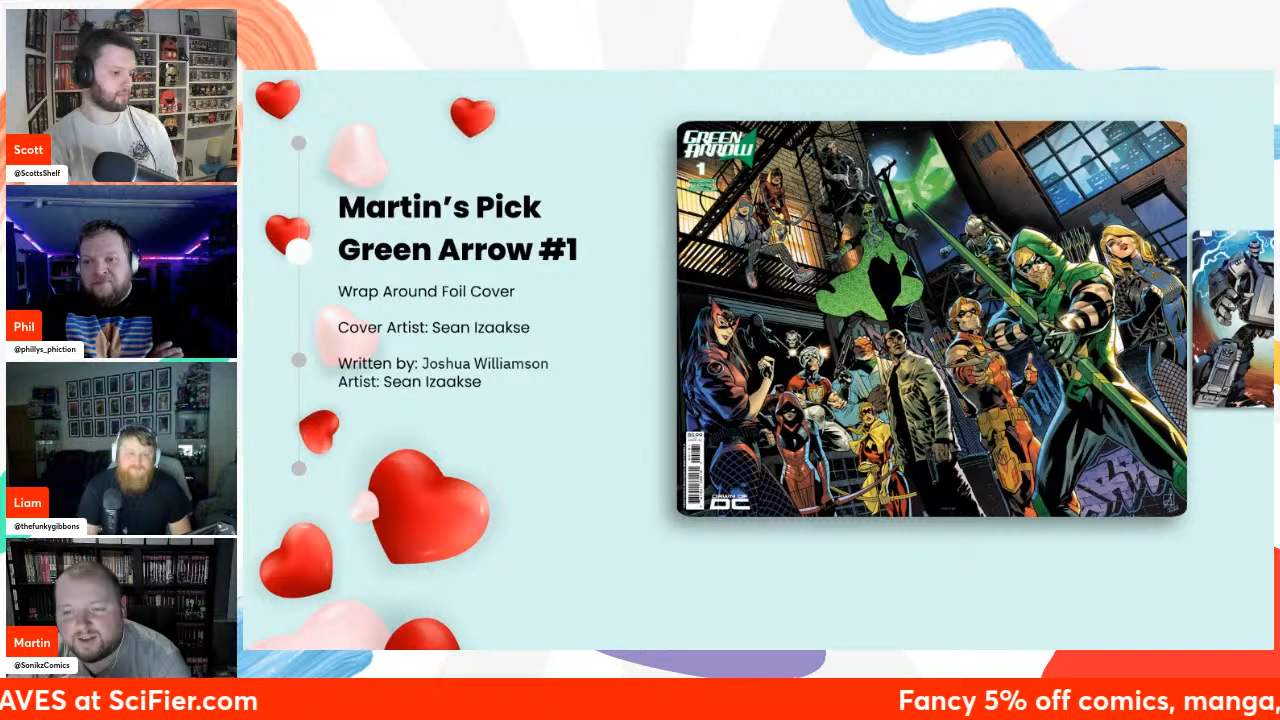 Scott
@ScottsShelf
Phil
@phillys_phiction
Liam
@thefunkygibbons
Martin
@SonikzComics
Martin's Pick
Green Arrow #1
Wrap Around Foil Cover
Cover Artist: Sean Izaakse
Written by: Joshua Williamson
Artist: Sean Izaakse
GREEN
ARROW
1
$5.99
DAWN OF
DC
AVES at SciFier.com
Fancy 5% off comics, manga,